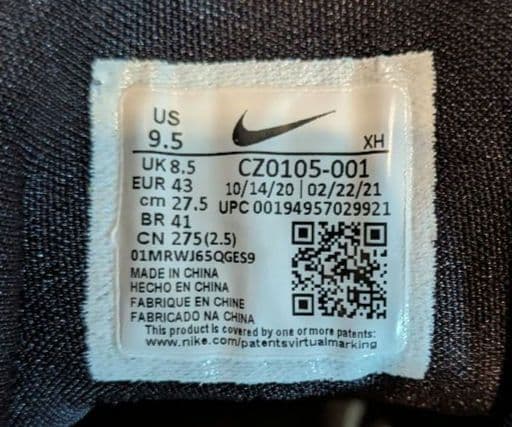 US
9.5
XH
UK 8.5
CZ0105-001
EUR 43
10/14/20 | 02/22/21
cm 27.5
UPC 00194957029921
BR 41
CN 275(2.5)
01MRWJ65QGES9
MADE IN CHINA
HECHO EN CHINA
FABRIQUE EN CHINE
FABRICADO NA CHINA
This product is covered by one or more patents:
www.nike.com/patentsvirtualmarking